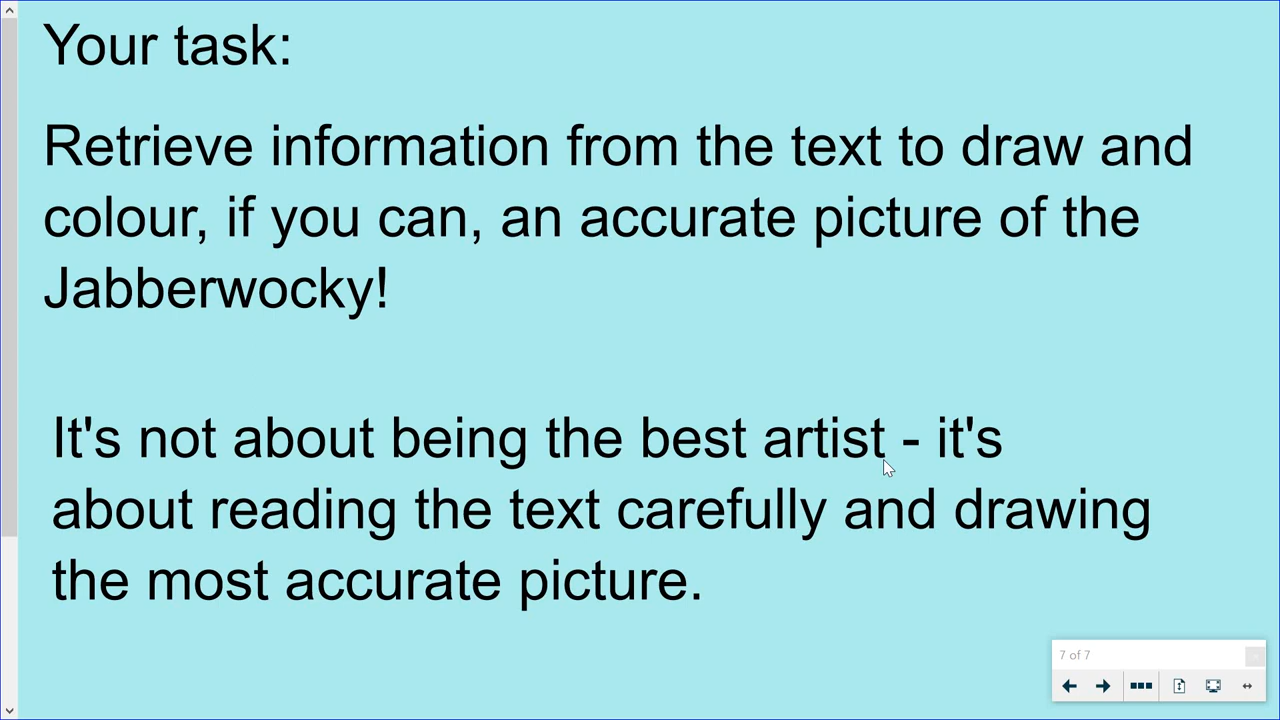 Your task:
Retrieve information from the text to draw and
colour, if you can, an accurate picture of the
Jabberwocky!
It's not about being the best artist - it's
about reading the text carefully and drawing
the most accurate picture.
7 of 7